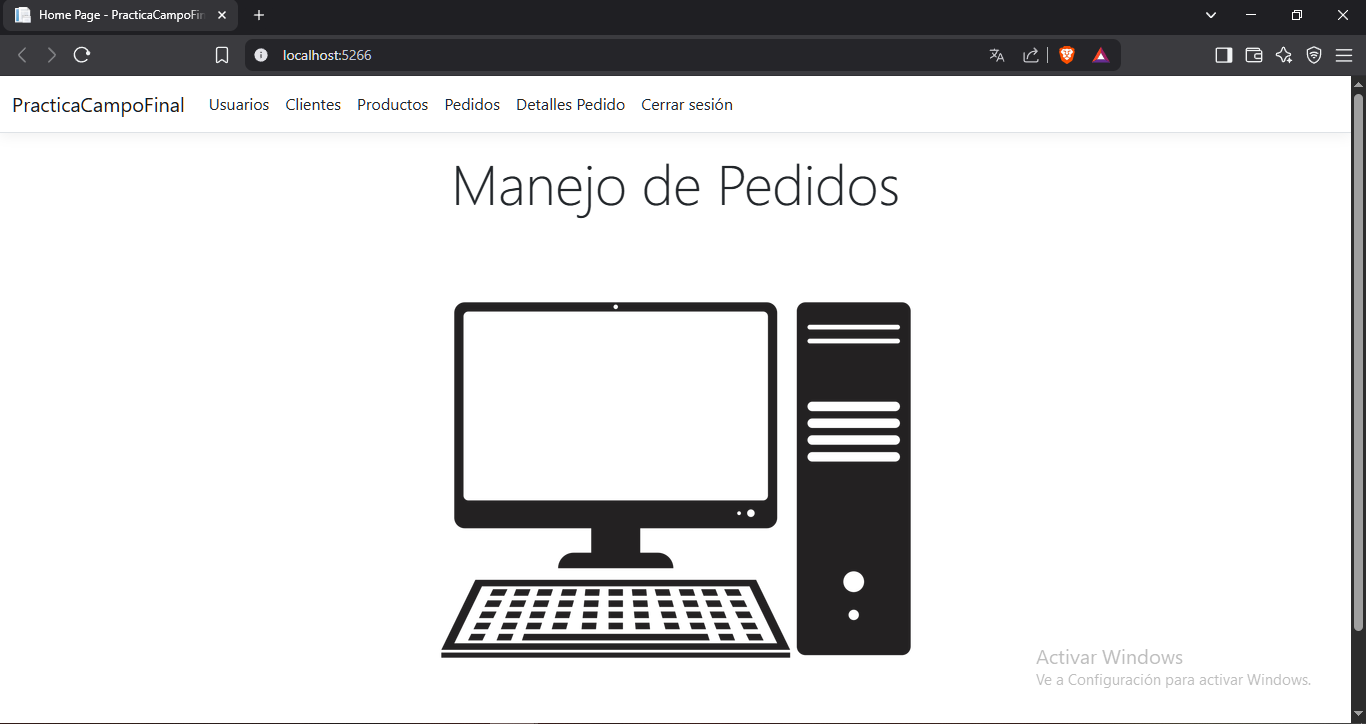 Home Page - PracticaCampoFin
localhost:5266
PracticaCampoFinal Usuarios Clientes Productos Pedidos Detalles Pedido Cerrar sesión
Manejo de Pedidos
Activar Windows
Ve a Configuración para activar Windows.